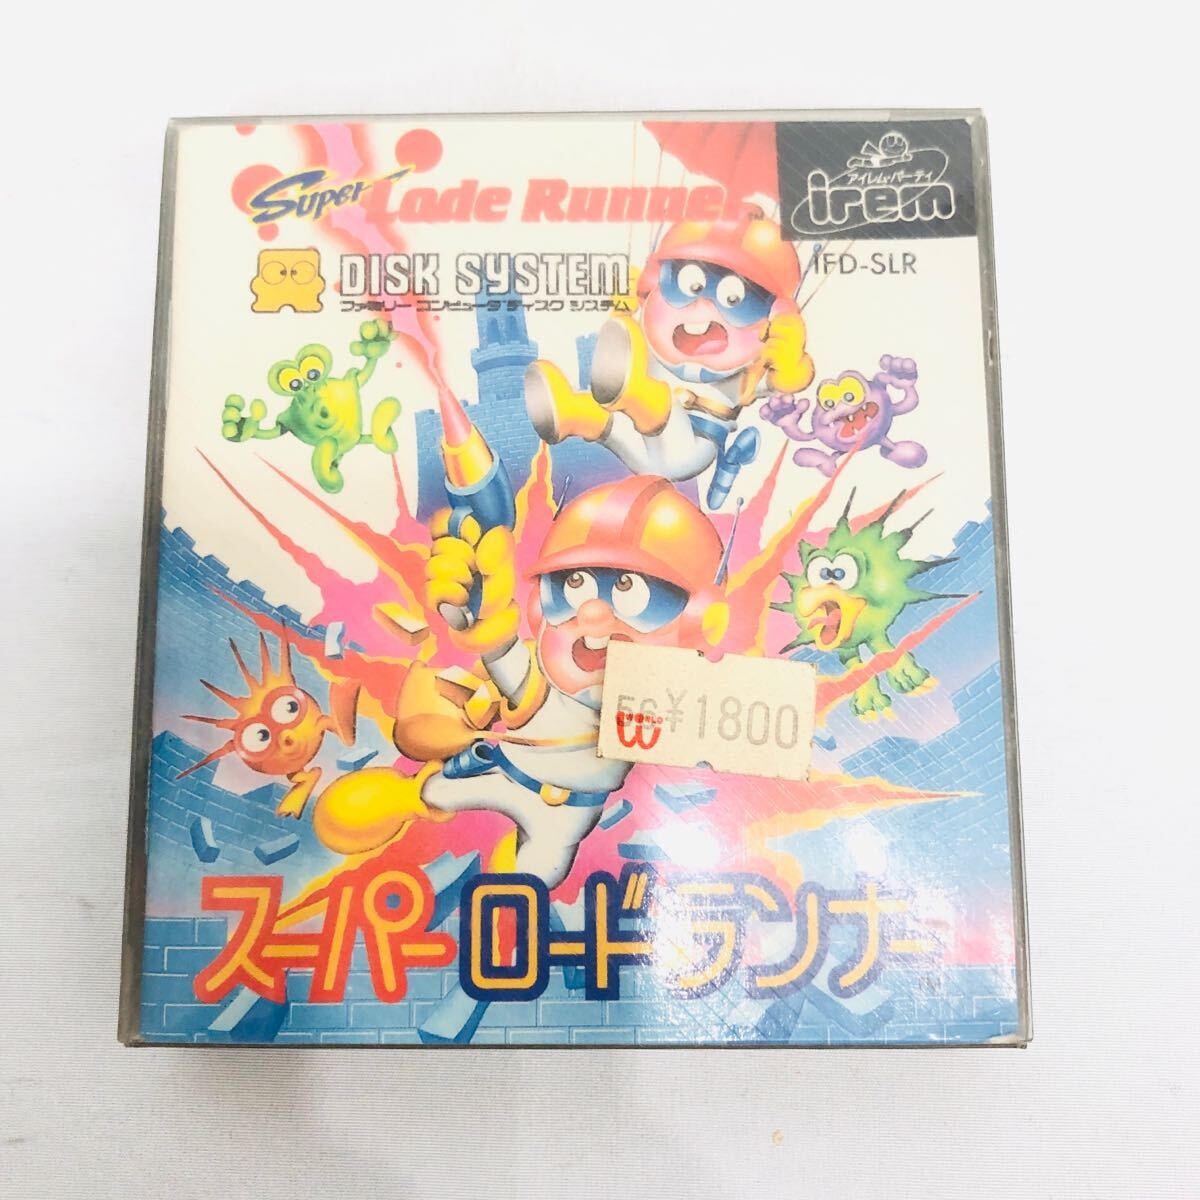 Super Lode Runner™
アイレム・パーティ
irem
DISK SYSTEM
ファミリー コンピュータ ディスク システム
IFD-SLR
56 ¥1800
WORLD
スーパーロードランナー